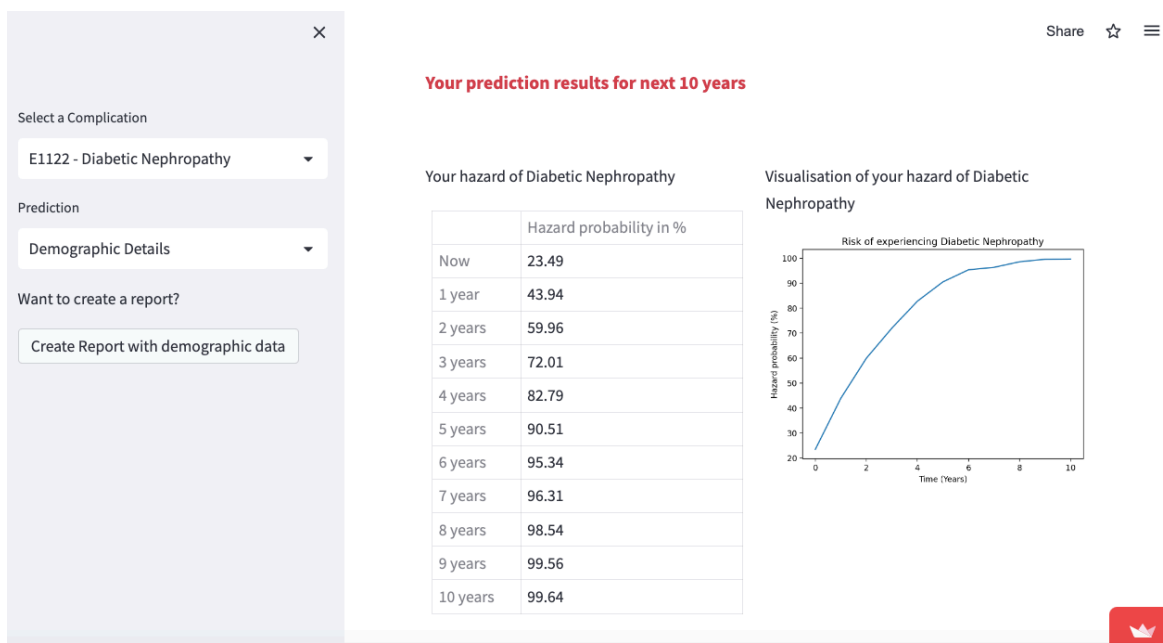 Share
Select a Complication
E1122 - Diabetic Nephropathy
Prediction
Demographic Details
Want to create a report?
Create Report with demographic data
Your prediction results for next 10 years
Your hazard of Diabetic Nephropathy
Hazard probability in %
Now 23.49
1 year 43.94
2 years 59.96
3 years 72.01
4 years 82.79
5 years 90.51
6 years 95.34
7 years 96.31
8 years 98.54
9 years 99.56
10 years 99.64
Visualisation of your hazard of Diabetic
Nephropathy
Risk of experiencing Diabetic Nephropathy
Hazard probability (%)
100
90
80
70
60
50
40
30
20
0 2 4 6 8 10
Time (Years)